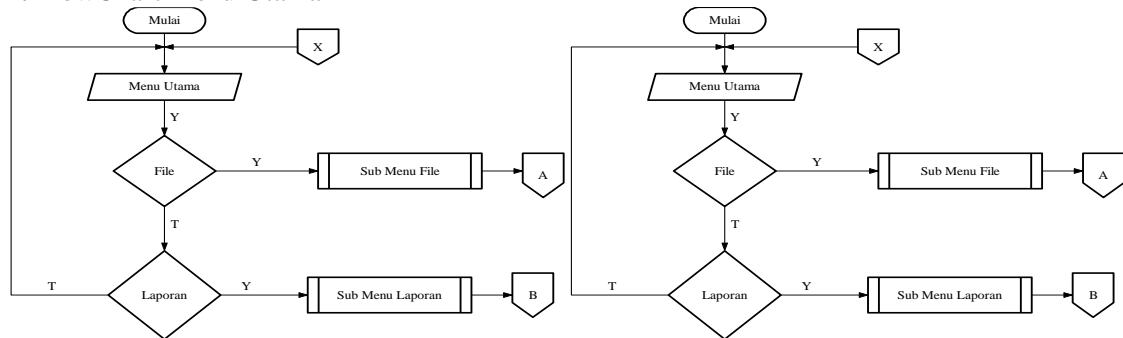 Mulai
X
Menu Utama
Y
File
Y
Sub Menu File
A
T
Laporan
T
Y
Sub Menu Laporan
B
Mulai
X
Menu Utama
Y
File
Y
Sub Menu File
A
T
Laporan
T
Y
Sub Menu Laporan
B